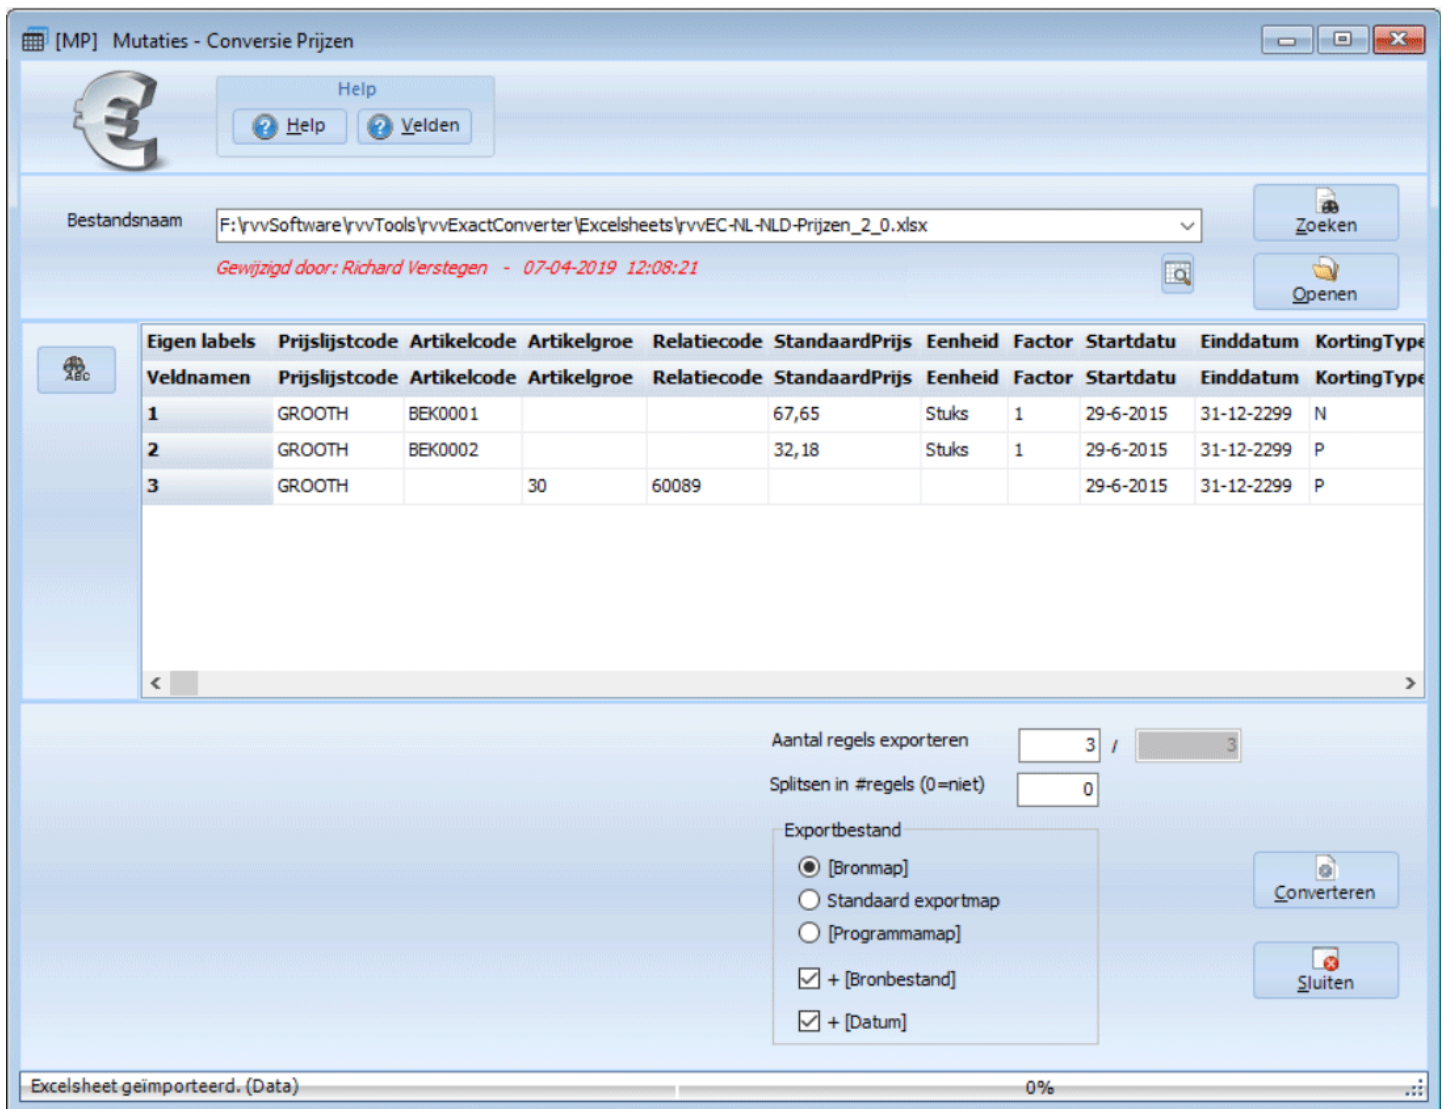 [MP] Mutaties - Conversie Prijzen
Help
Help Velden
Bestandsnaam
F:\rvvSoftware\rvvTools\rvvExactConverter\Excelsheets\rvvEC-NL-NLD-Prijzen_2_0.xlsx
Zoeken
Gewijzigd door: Richard Verstegen - 07-04-2019 12:08:21
Openen
ABC
Eigen labels Prijslijstcode Artikelcode Artikelgroe Relatiecode StandaardPrijs Eenheid Factor Startdatu Einddatum KortingType
Veldnamen Prijslijstcode Artikelcode Artikelgroe Relatiecode StandaardPrijs Eenheid Factor Startdatu Einddatum KortingType
1 GROOTH BEK0001 67,65 Stuks 1 29-6-2015 31-12-2299 N
2 GROOTH BEK0002 32,18 Stuks 1 29-6-2015 31-12-2299 P
3 GROOTH 30 60089 29-6-2015 31-12-2299 P
Aantal regels exporteren 3 / 3
Splitsen in #regels (0=niet) 0
Exportbestand
[Bronmap]
Standaard exportmap
[Programmamap]
+ [Bronbestand]
+ [Datum]
Converteren
Sluiten
Excelsheet geïmporteerd. (Data) 0%